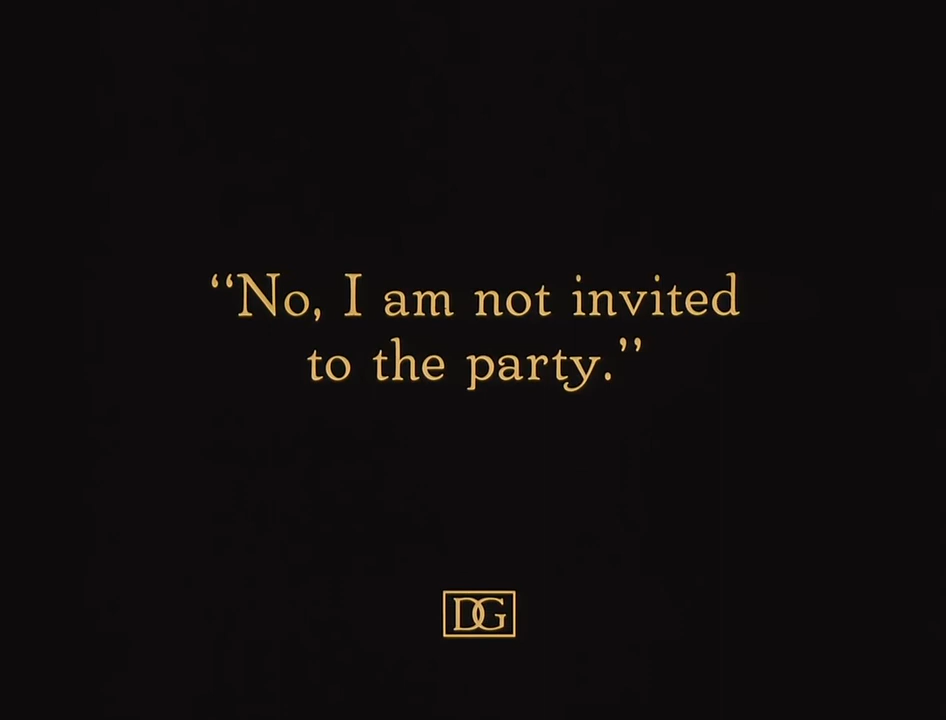 “No, I am not invited
to the party.”
DG